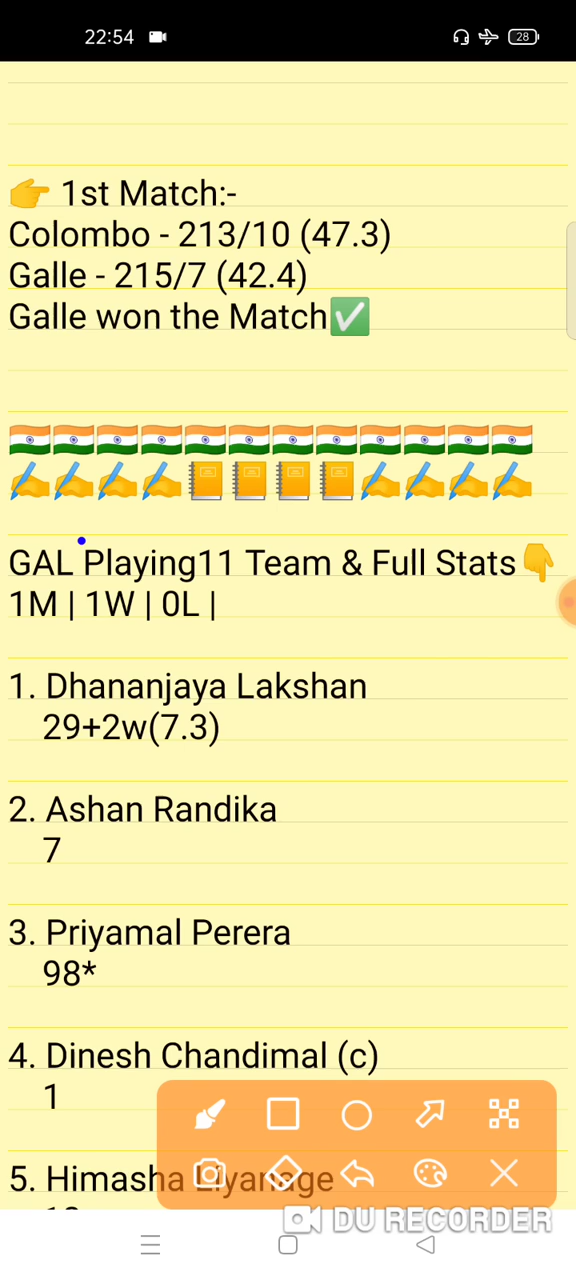 22:54
28
👉 1st Match:-
Colombo - 213/10 (47.3)
Galle - 215/7 (42.4)
Galle won the Match✅
GAL Playing11 Team & Full Stats👇
1M | 1W | 0L |
1. Dhananjaya Lakshan
29+2w(7.3)
2. Ashan Randika
7
3. Priyamal Perera
98*
4. Dinesh Chandimal (c)
1
5. Himasha Liyanage
DU RECORDER